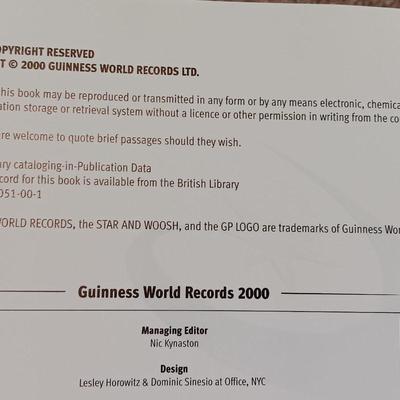 OPYRIGHT RESERVED
T © 2000 GUINNESS WORLD RECORDS LTD.
his book may be reproduced or transmitted in any form or by any means electronic, chemica
ation storage or retrieval system without a licence or other permission in writing from the co
re welcome to quote brief passages should they wish.
ry cataloging-in-Publication Data
cord for this book is available from the British Library
051-00-1
ORLD RECORDS, the STAR AND WOOSH, and the GP LOGO are trademarks of Guinness Wor
Guinness World Records 2000
Managing Editor
Nic Kynaston
Design
Lesley Horowitz & Dominic Sinesio at Office, NYC